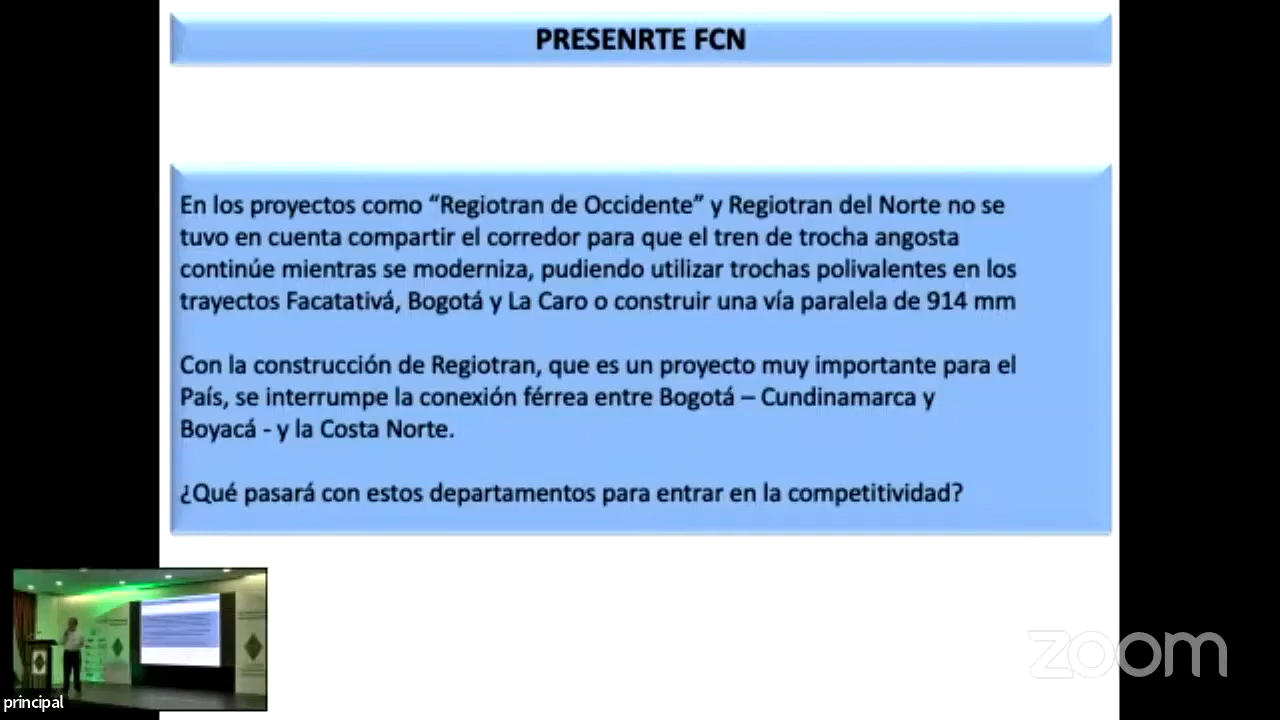 PRESENRTE FCN
En los proyectos como “Regiotran de Occidente” y Regiotran del Norte no se
tuvo en cuenta compartir el corredor para que el tren de trocha angosta
continúe mientras se moderniza, pudiendo utilizar trochas polivalentes en los
trayectos Facatativá, Bogotá y La Caro o construir una vía paralela de 914 mm
Con la construcción de Regiotran, que es un proyecto muy importante para el
País, se interrumpe la conexión férrea entre Bogotá – Cundinamarca y
Boyacá - y la Costa Norte.
¿Qué pasará con estos departamentos para entrar en la competitividad?
principal
zoom